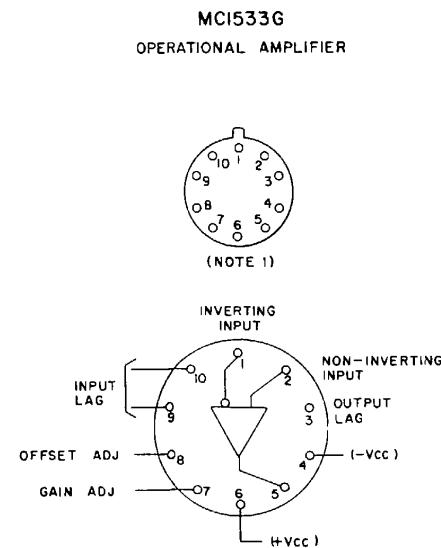 MC1533G
OPERATIONAL AMPLIFIER
1
10 2
9 3
8 4
7 5
6
(NOTE 1)
INVERTING
INPUT
1
NON-INVERTING
INPUT
2
10
INPUT
LAG
9
OUTPUT
LAG
3
OFFSET ADJ 8
4 (-VCC)
GAIN ADJ 7
5
6
(+VCC)